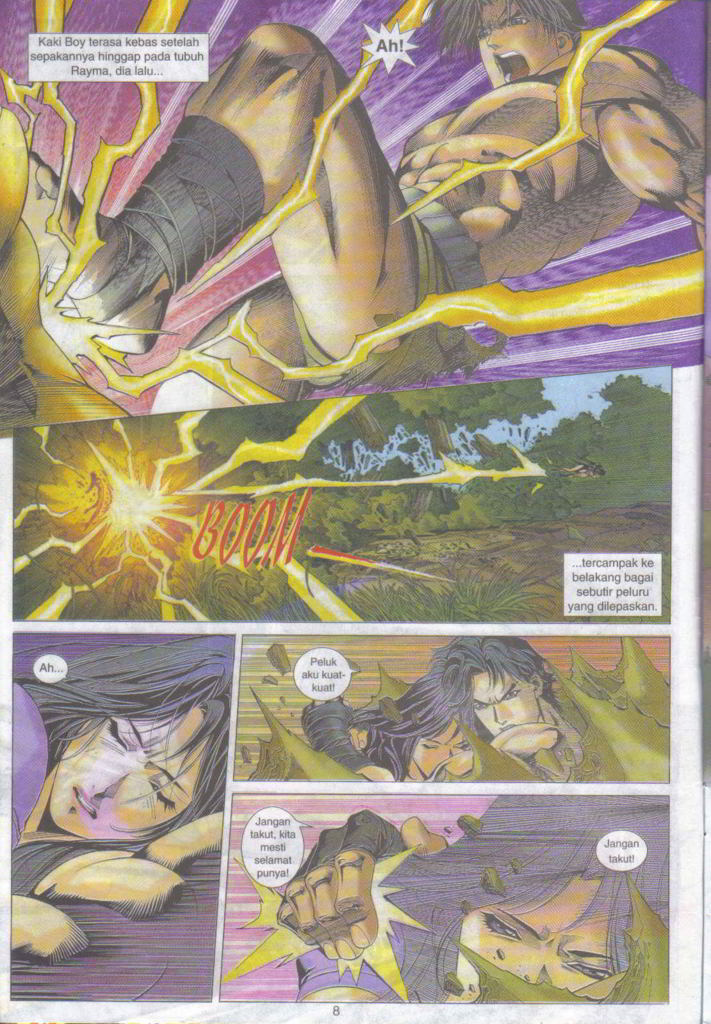 Kaki Boy terasa kebas setelah
sepakannya hinggap pada tubuh
Rayma, dia lalu...
Ah!
BOOM
...tercampak ke
belakang bagai
sebutir peluru
yang dilepaskan.
Ah...
Peluk
aku kuat-
kuat!
Jangan
takut, kita
mesti
selamat
punya!
Jangan
takut!
8